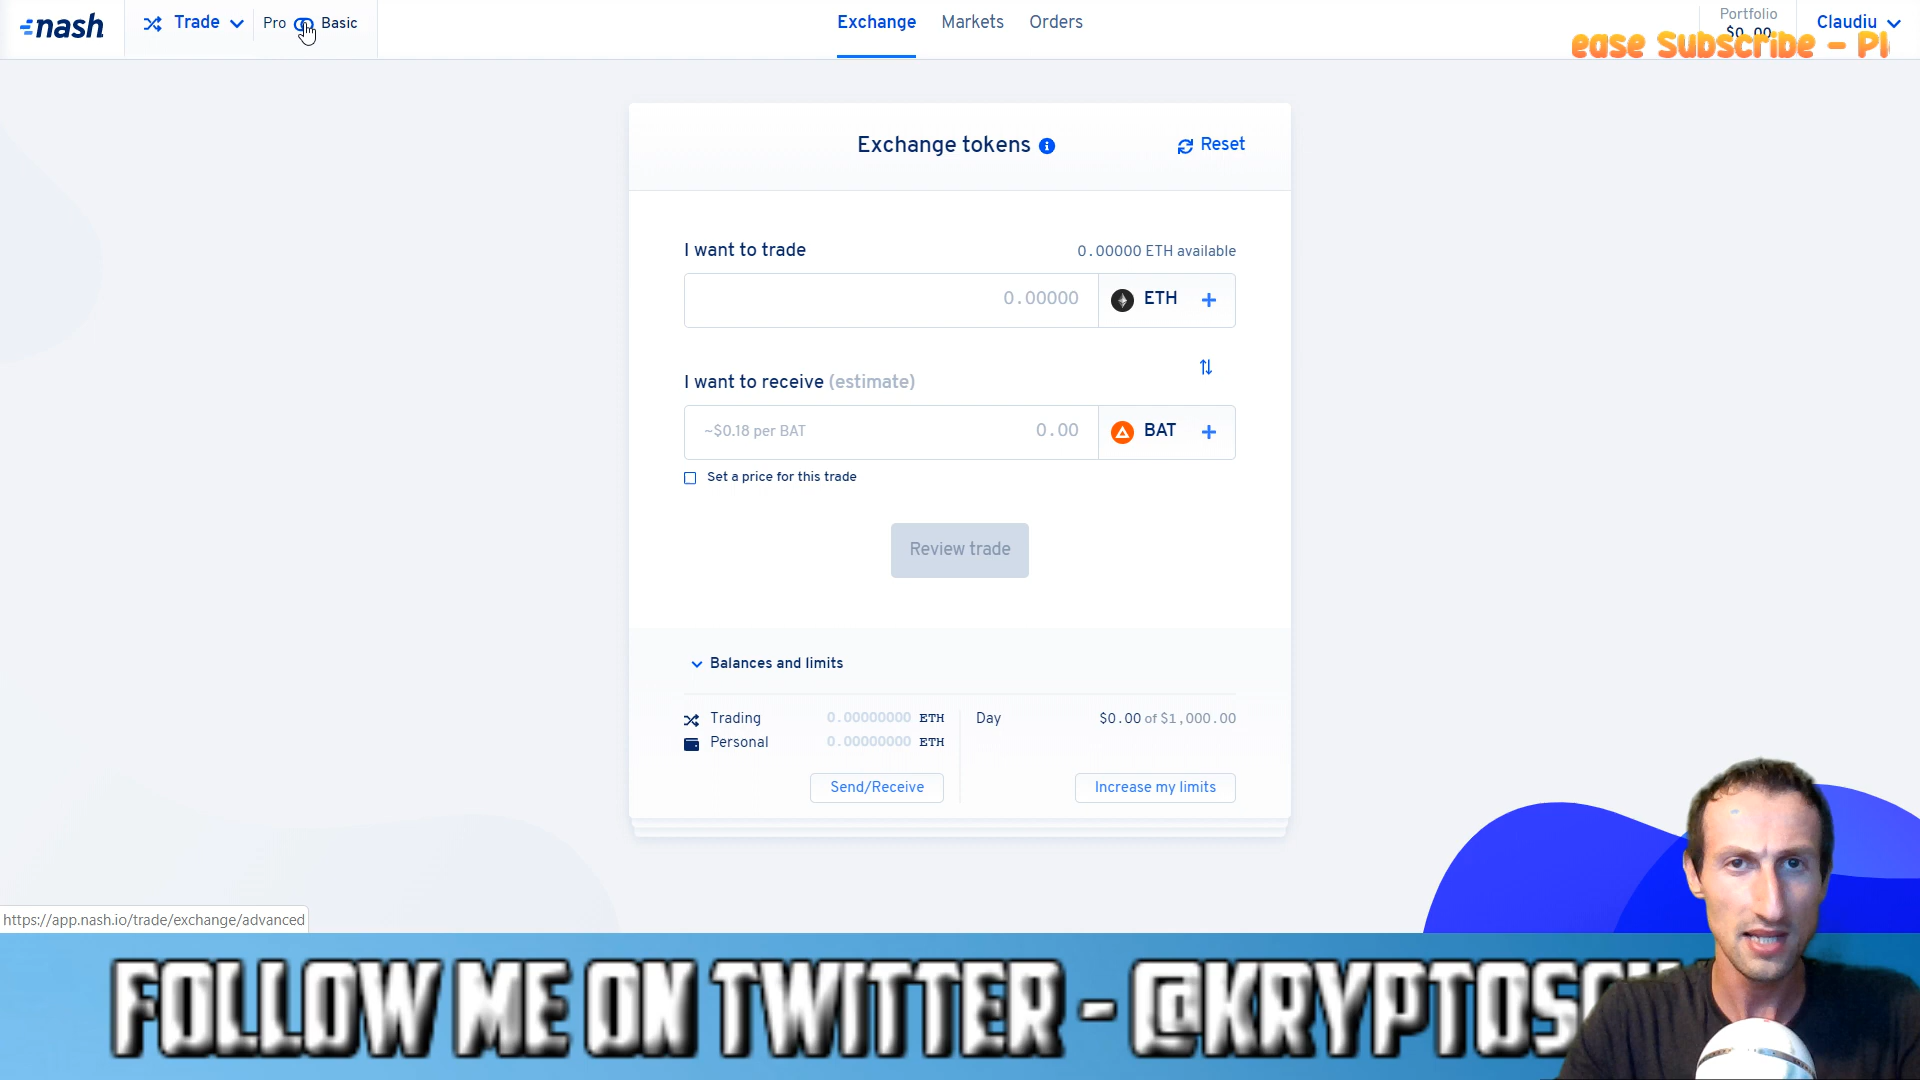 nash
Trade
Pro
Basic
Exchange
Markets
Orders
Portfolio
Claudiu
ease Subscribe - Pl
Exchange tokens
Reset
I want to trade
0.00000 ETH available
0.00000
ETH
I want to receive (estimate)
~$0.18 per BAT
0.00
BAT
Set a price for this trade
Review trade
Balances and limits
Trading 0.00000000 ETH
Day $0.00 of $1,000.00
Personal 0.00000000 ETH
Send/Receive
Increase my limits
https://app.nash.io/trade/exchange/advanced
FOLLOW ME ON TWITTER - @KRYPTOSC